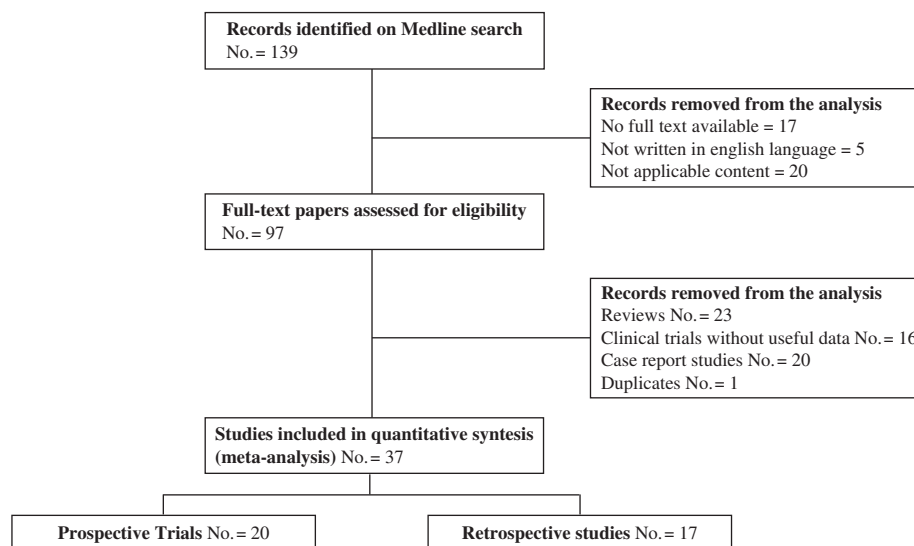 Records identified on Medline search
No. = 139
Records removed from the analysis
No full text available = 17
Not written in english language = 5
Not applicable content = 20
Full-text papers assessed for eligibility
No. = 97
Records removed from the analysis
Reviews No. = 23
Clinical trials without useful data No. = 16
Case report studies No. = 20
Duplicates No. = 1
Studies included in quantitative syntesis
(meta-analysis) No. = 37
Prospective Trials No. = 20
Retrospective studies No. = 17